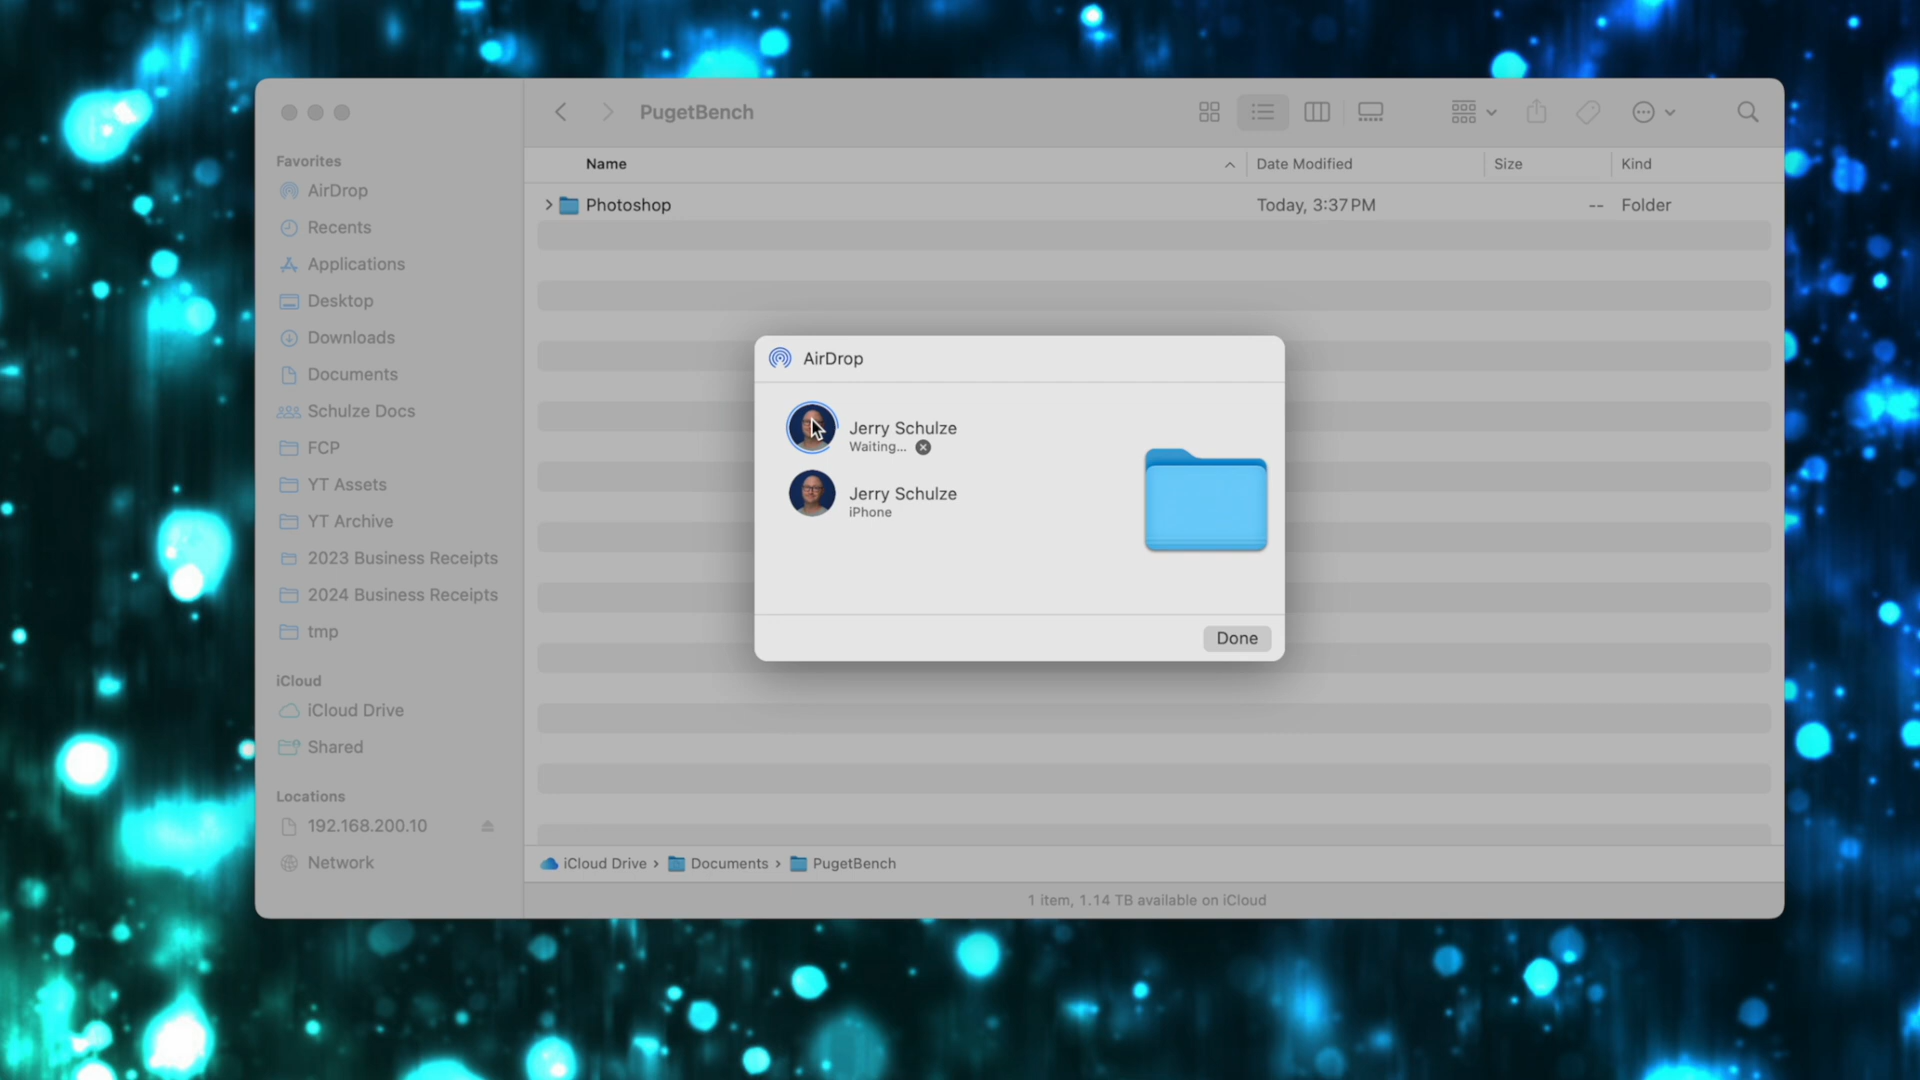 PugetBench
Favorites
AirDrop
Recents
Applications
Desktop
Downloads
Documents
Schulze Docs
FCP
YT Assets
YT Archive
2023 Business Receipts
2024 Business Receipts
tmp
iCloud
iCloud Drive
Shared
Locations
192.168.200.10
Network
Name Date Modified Size Kind
Photoshop Today, 3:37 PM -- Folder
AirDrop
Jerry Schulze
Waiting...
Jerry Schulze
iPhone
Done
iCloud Drive › Documents › PugetBench
1 item, 1.14 TB available on iCloud